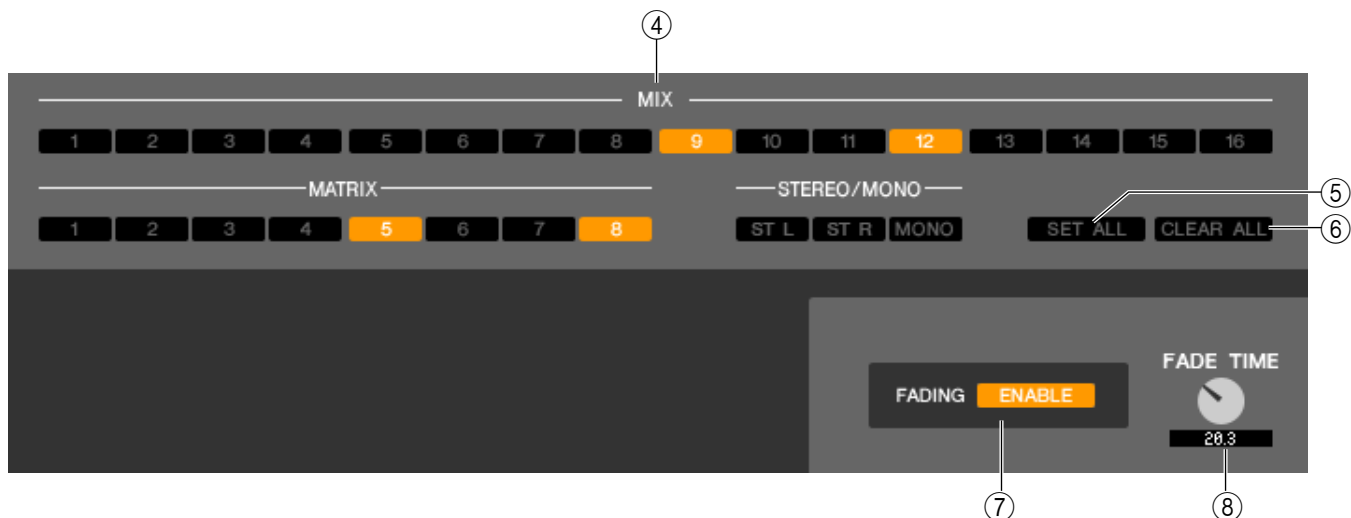 ④
MIX
1 2 3 4 5 6 7 8 9 10 11 12 13 14 15 16
MATRIX STEREO/MONO
⑤
1 2 3 4 5 6 7 8 ST L ST R MONO SET ALL CLEAR ALL
⑥
FADE TIME
FADING ENABLE
20.3
⑦ ⑧